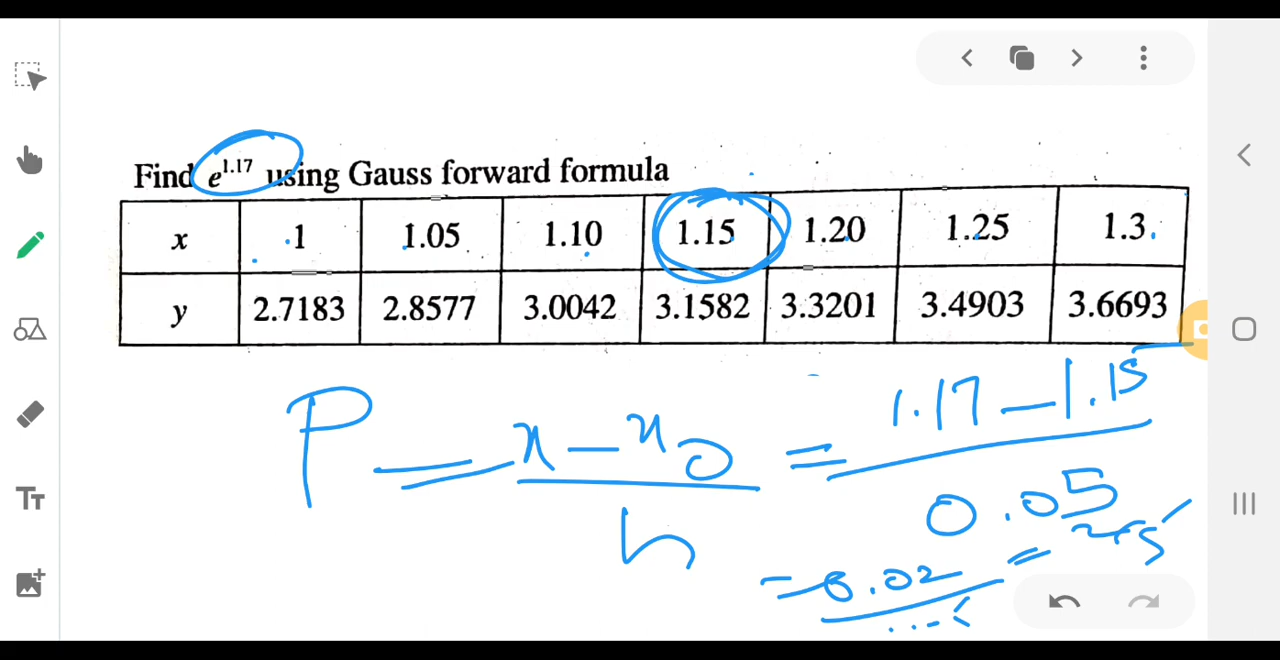 Find e^1.17 using Gauss forward formula
x 1 1.05 1.10 1.15 1.20 1.25 1.3
y 2.7183 2.8577 3.0042 3.1582 3.3201 3.4903 3.6693
P = x - x0 / h = 1.17 - 1.15 / 0.05
= 0.02 =
Tт